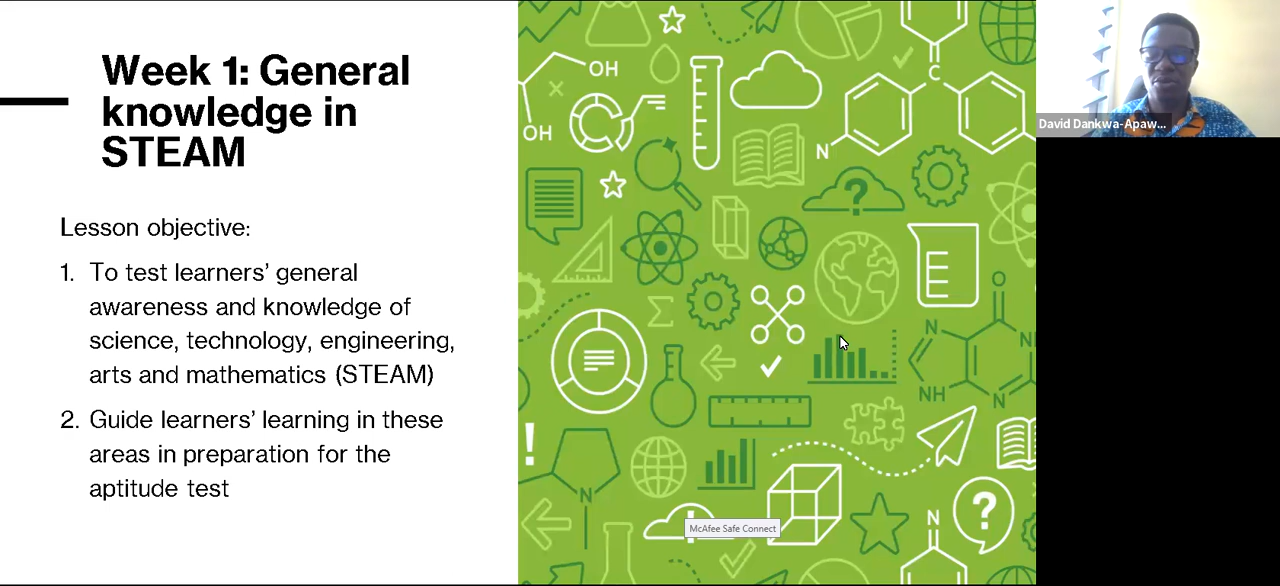 Week 1: General
knowledge in
STEAM
Lesson objective:
1. To test learners' general
awareness and knowledge of
science, technology, engineering,
arts and mathematics (STEAM)
2. Guide learners' learning in these
areas in preparation for the
aptitude test
OH
OH
C
N
?
Σ
O
N
N
NH
N
!
N
!
N
?
McAfee Safe Connect
David Dankwa-Apaw...